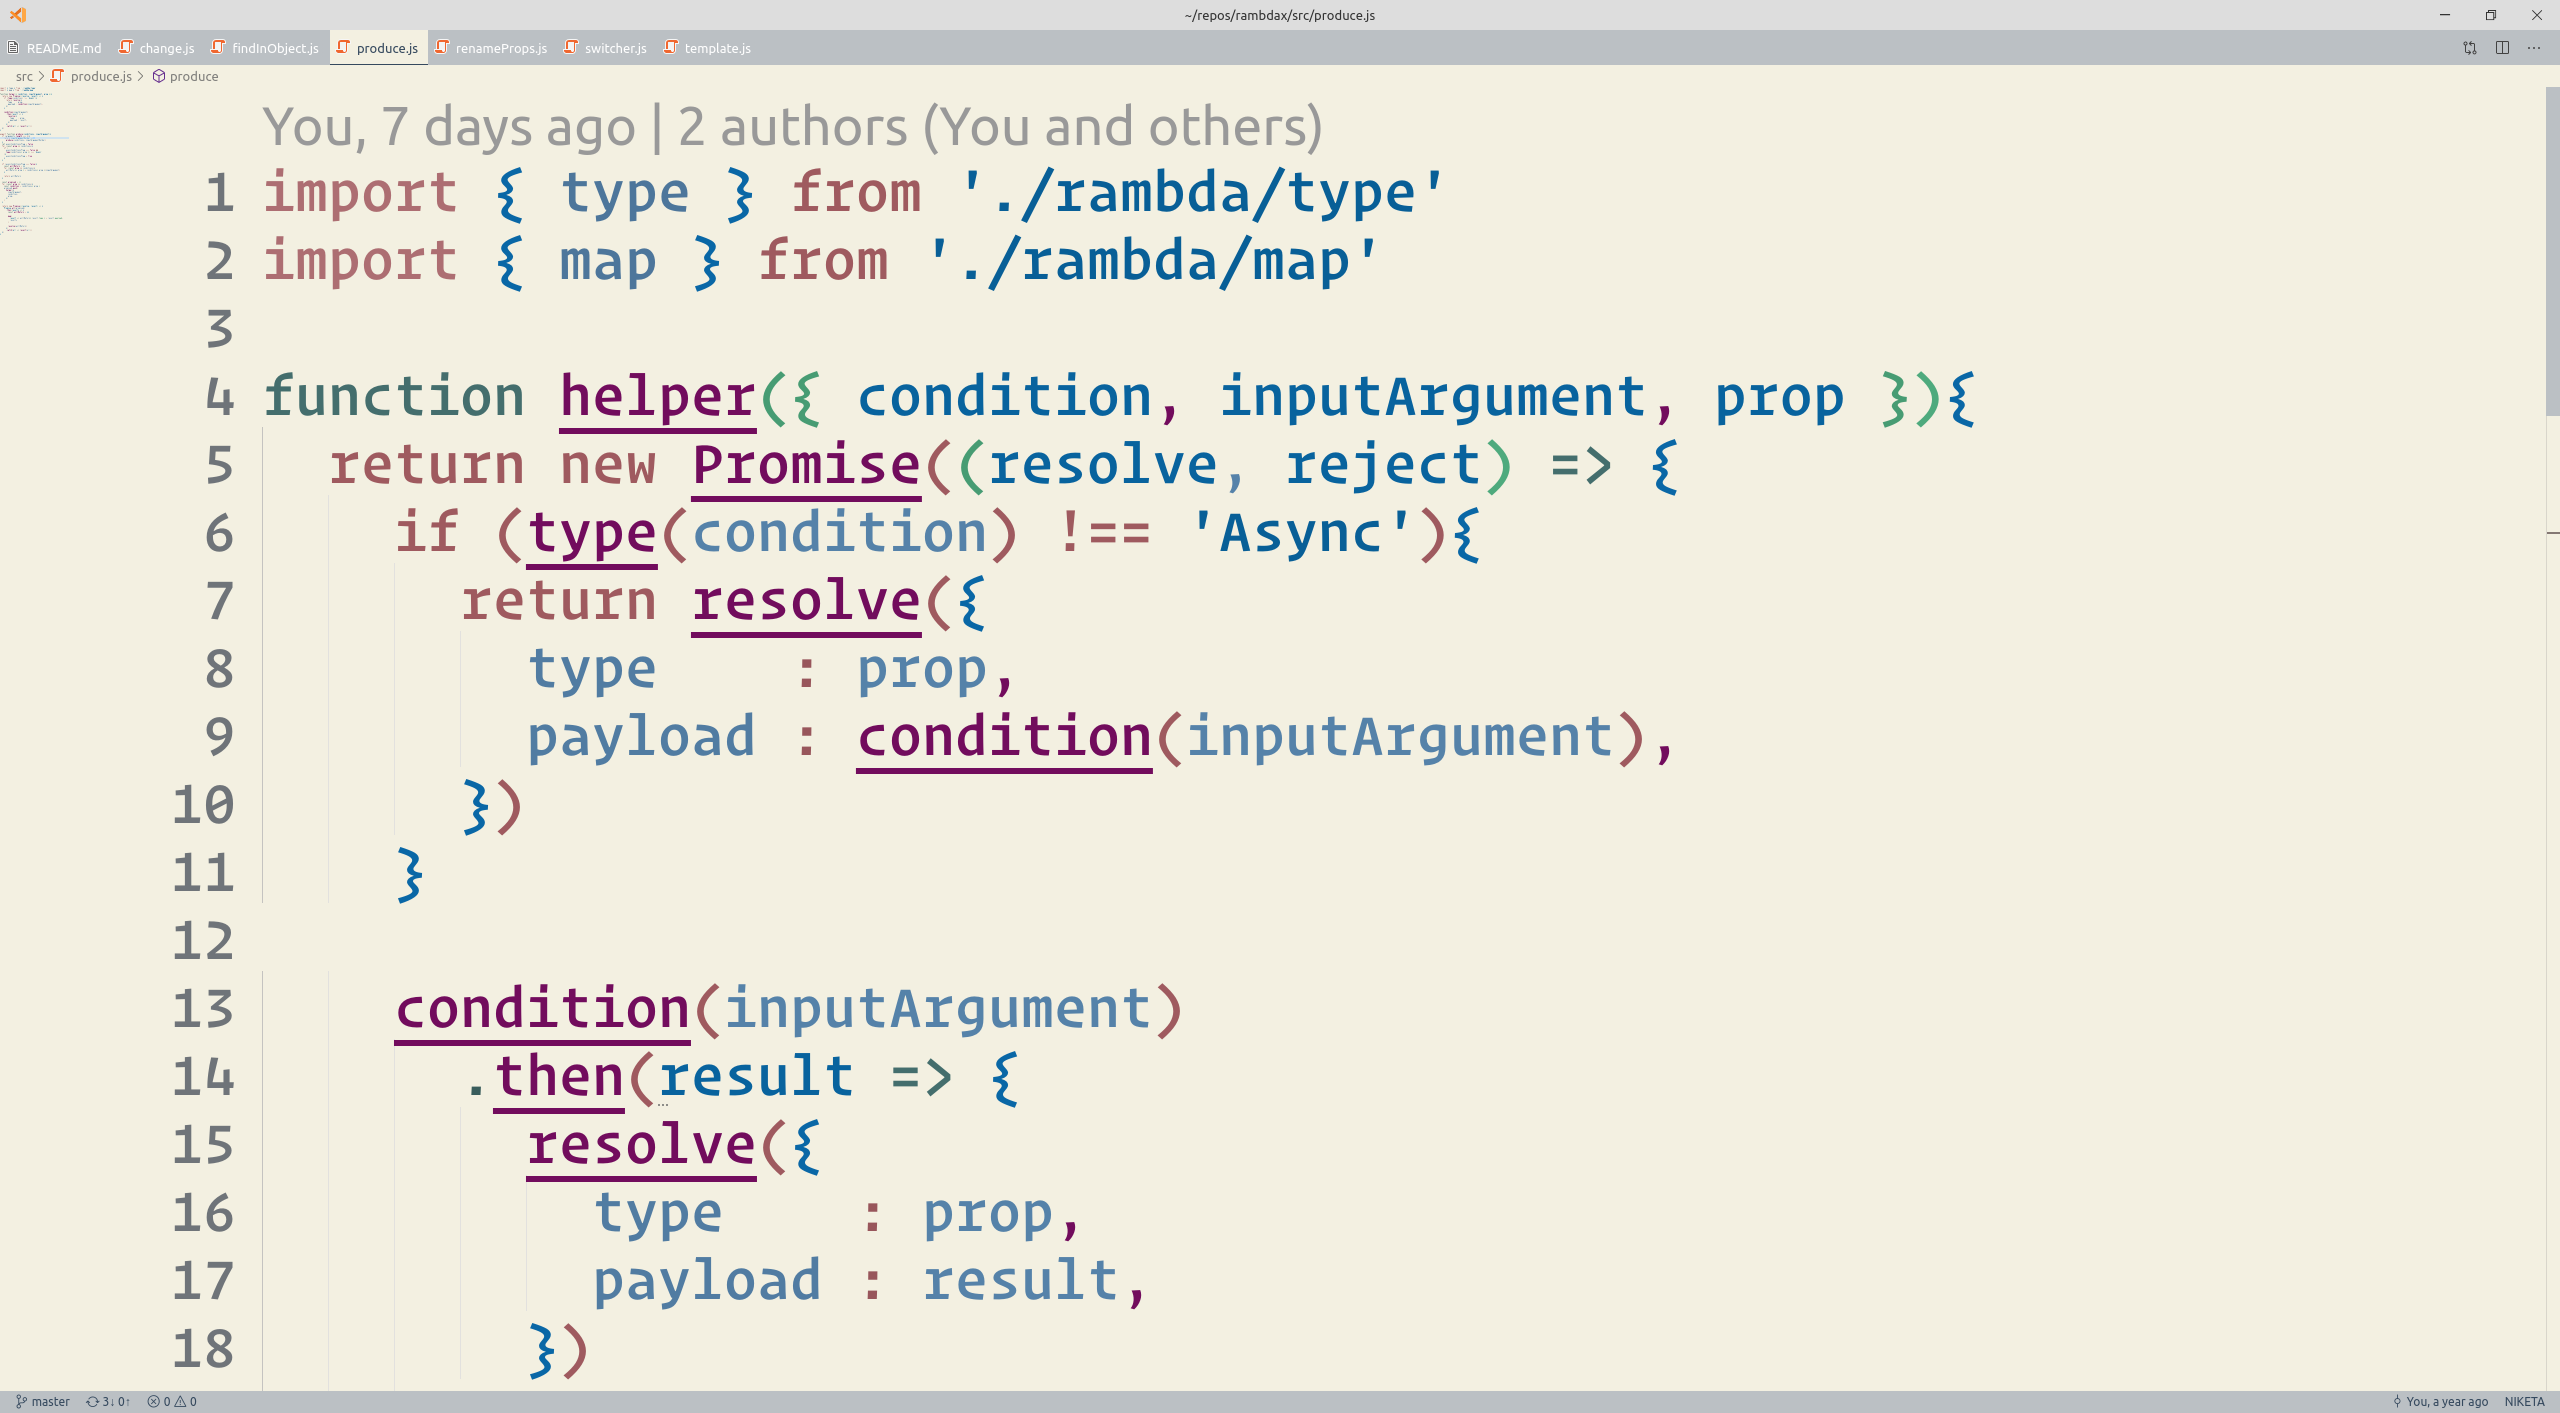 ~/repos/rambdax/src/produce.js
README.md change.js findInObject.js produce.js renameProps.js switcher.js template.js
src > produce.js > produce
You, 7 days ago | 2 authors (You and others)
1 import { type } from './rambda/type'
2 import { map } from './rambda/map'
3
4 function helper({ condition, inputArgument, prop }){
5   return new Promise((resolve, reject) => {
6     if (type(condition) !== 'Async'){
7       return resolve({
8         type    : prop,
9         payload : condition(inputArgument),
10       })
11     }
12
13     condition(inputArgument)
14       .then(result => {
15         resolve({
16           type    : prop,
17           payload : result,
18         })
master 3↓ 0↑ 0 0 You, a year ago NIKETA